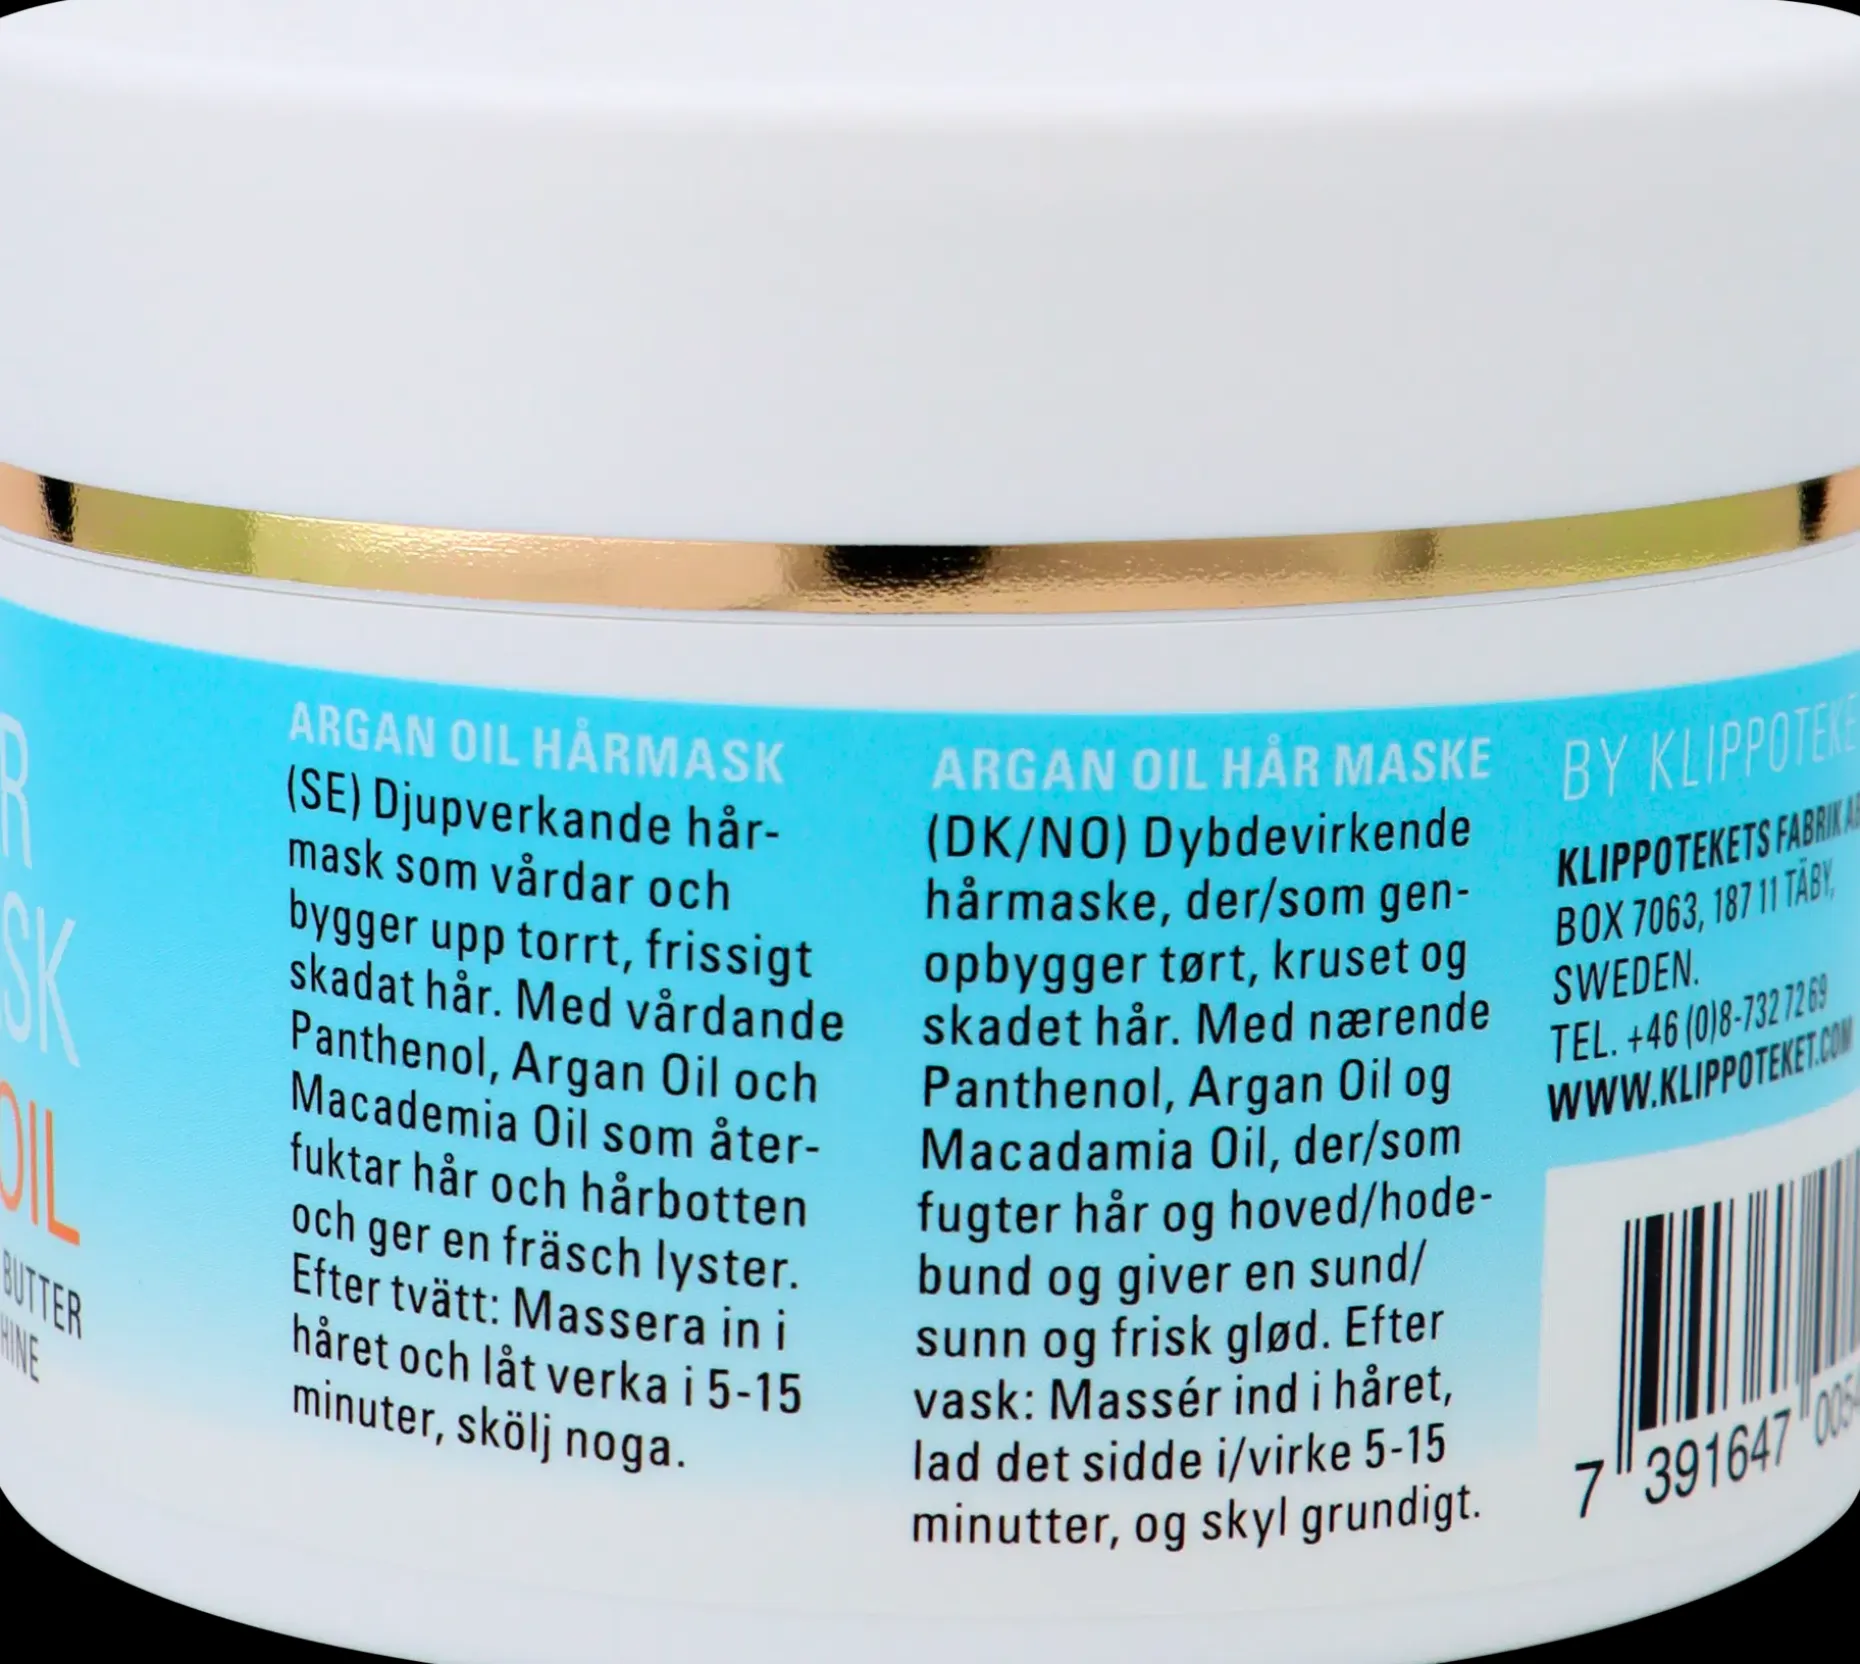 OIL
BUTTER
ARGAN OIL HÅRMASK
(SE) Djupverkande hår-
mask som vårdar och
bygger upp torrt, frissigt
skadat hår. Med vårdande
Panthenol, Argan Oil och
Macademia Oil som åter-
fuktar hår och hårbotten
och ger en fräsch lyster.
Efter tvätt: Massera in i
håret och låt verka i 5-15
minuter, skölj noga.
ARGAN OIL HÅR MASKE
(DK/NO) Dybdevirkende
hårmaske, der/som gen-
opbygger tørt, kruset og
skadet hår. Med nærende
Panthenol, Argan Oil og
Macadamia Oil, der/som
fugter hår og hoved/hode-
bund og giver en sund/
sunn og frisk glød. Efter
vask: Massér ind i håret,
lad det sidde i/virke 5-15
minutter, og skyl grundigt.
BY KLIPPOTEKE
KLIPPOTEKETS FABRIK AB
BOX 7063, 187 11 TÄBY,
SWEDEN.
TEL. +46 (0)8-732 72 69
WWW.KLIPPOTEKET.COM
7 391647 005